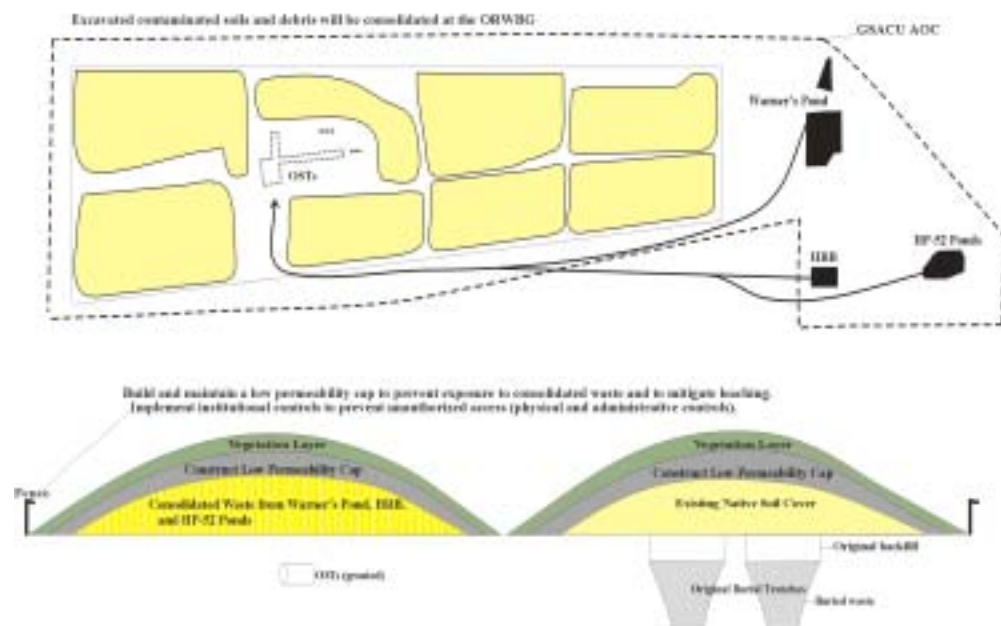 Excavated contaminated soils and debris will be consolidated at the ORWBG
GSACU AOC
Warner's Pond
OSTs
HRB
HP-52 Ponds
Build and maintain a low permeability cap to prevent exposure to consolidated waste and to mitigate leaching.
Implement institutional controls to prevent unauthorized access (physical and administrative controls).
Vegetation Layer
Vegetation Layer
Construct Low Permeability Cap
Construct Low Permeability Cap
Fence
Consolidated Waste from Warner's Pond, HRB,
and HP-52 Ponds
Existing Native Soil Cover
Original backfill
OSTs (grouted)
Original Burial Trenches
Buried waste